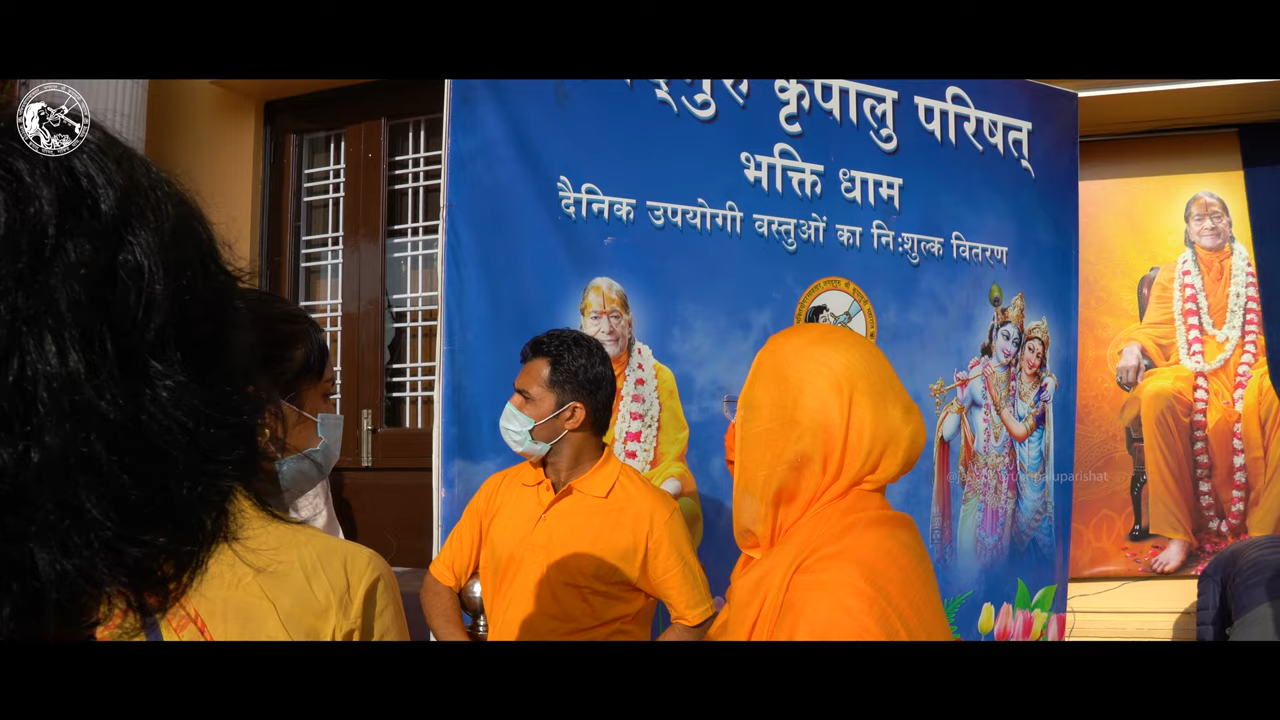 कृपालु परिषत्
भक्ति धाम
दैनिक उपयोगी वस्तुओं का नि:शुल्क वितरण